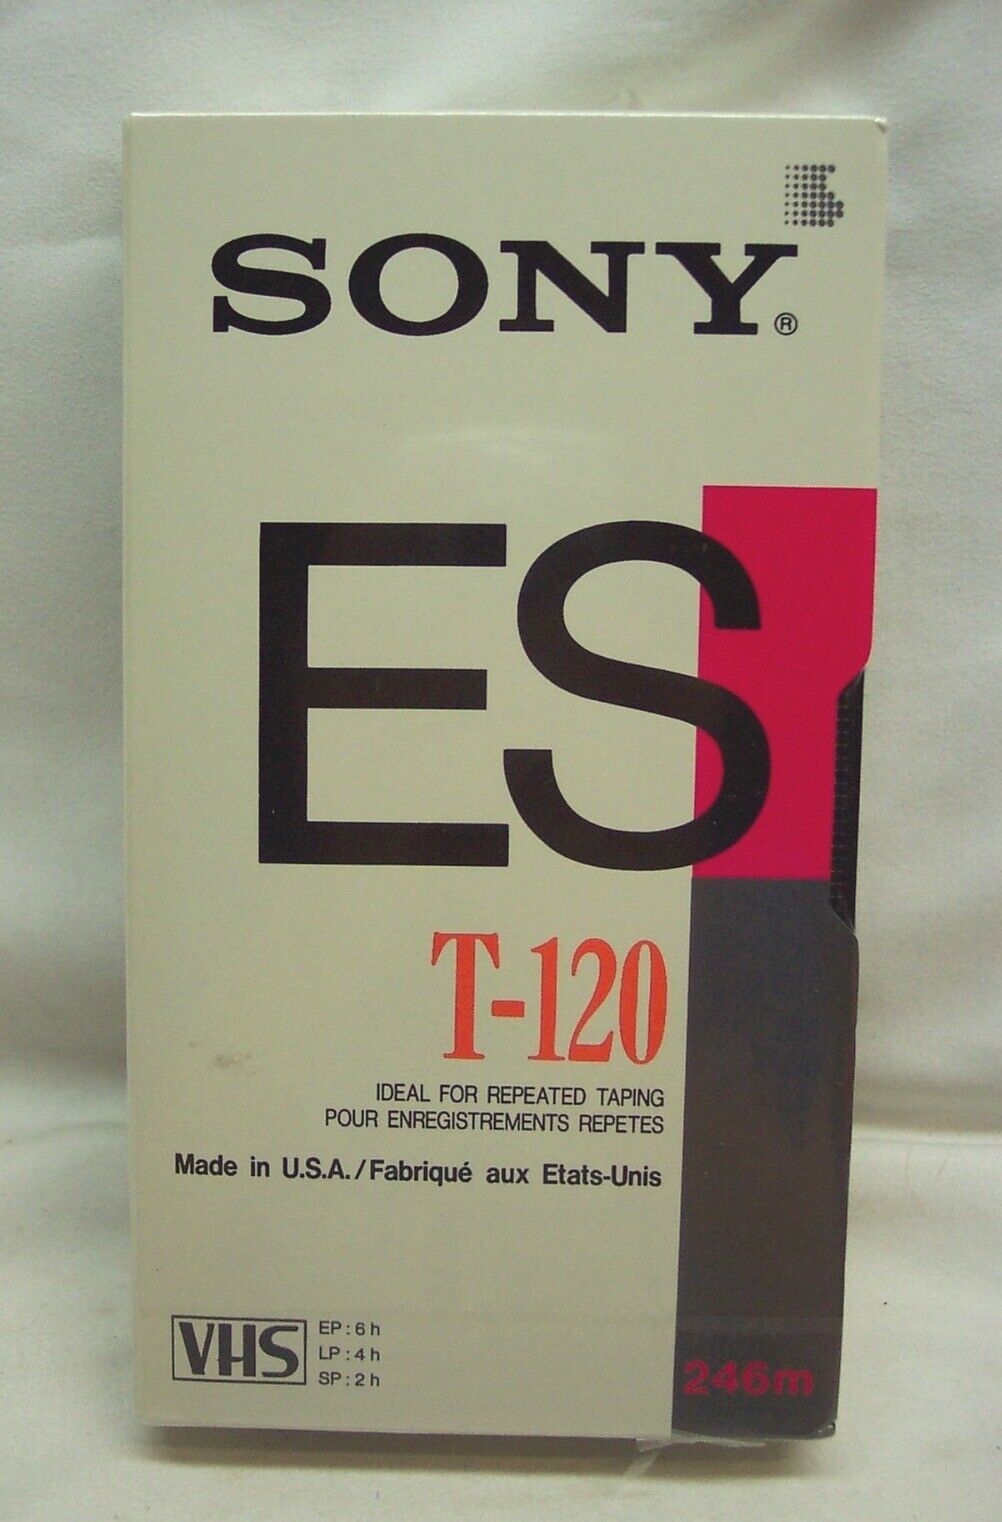 SONY®
ES
T-120
IDEAL FOR REPEATED TAPING
POUR ENREGISTREMENTS REPETES
Made in U.S.A./Fabriqué aux Etats-Unis
VHS
EP : 6 h
LP : 4 h
SP : 2 h
246m